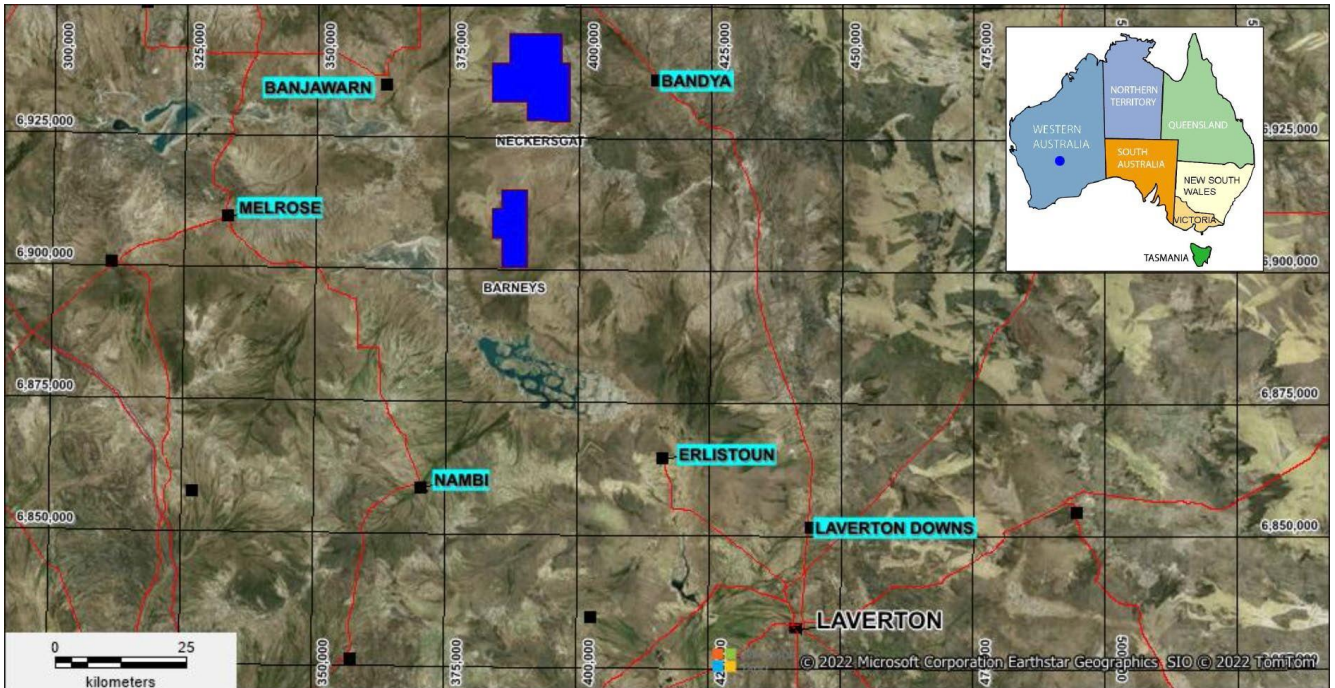 300,000
325,000
350,000
375,000
400,000
425,000
450,000
475,000
BANJAWARN
BANDYA
6,925,000
6,925,000
NECKERSGAT
MELROSE
6,900,000
6,900,000
BARNEYS
NORTHERN
TERRITORY
WESTERN
AUSTRALIA
QUEENSLAND
SOUTH
AUSTRALIA
NEW SOUTH
WALES
VICTORIA
TASMANIA
6,875,000
6,875,000
ERLISTOUN
NAMBI
6,850,000
6,850,000
LAVERTON DOWNS
LAVERTON
0 25
kilometers
350,000
375,000
400,000
© 2022 Microsoft Corporation Earthstar Geographics SIO © 2022 TomTom